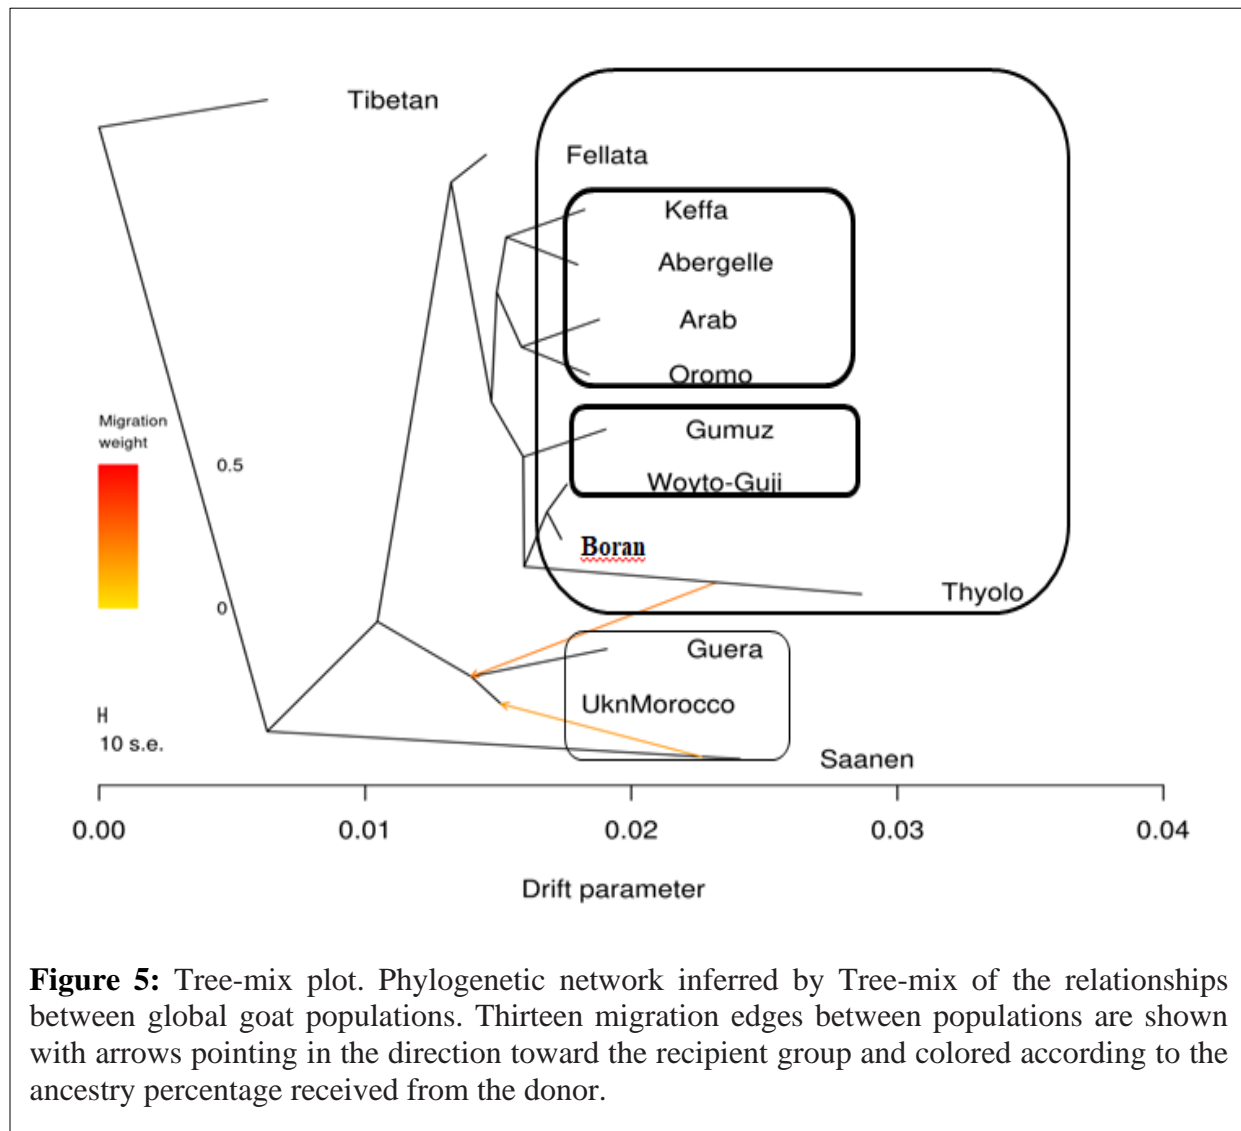 Tibetan
Fellata
Keffa
Abergelle
Arab
Oromo
Migration
weight
Gumuz
0.5
Woyto-Guji
Boran
Thyolo
0
Guera
UknMorocco
10 s.e.
Saanen
0.00 0.01 0.02 0.03 0.04
Drift parameter
Figure 5: Tree-mix plot. Phylogenetic network inferred by Tree-mix of the relationships
between global goat populations. Thirteen migration edges between populations are shown
with arrows pointing in the direction toward the recipient group and colored according to the
ancestry percentage received from the donor.